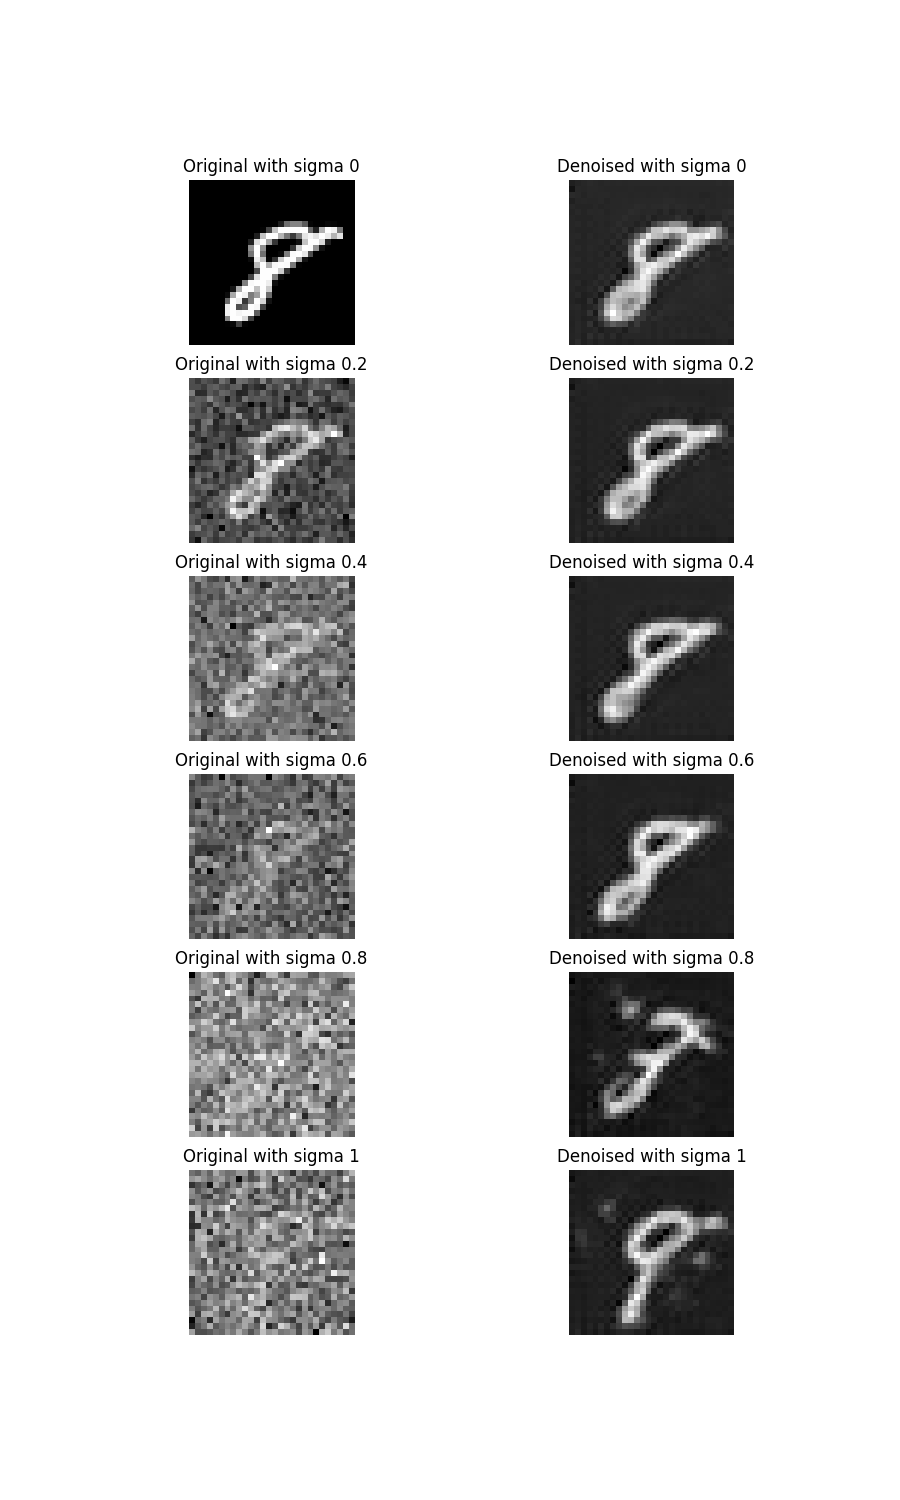 Original with sigma 0 Denoised with sigma 0
Original with sigma 0.2 Denoised with sigma 0.2
Original with sigma 0.4 Denoised with sigma 0.4
Original with sigma 0.6 Denoised with sigma 0.6
Original with sigma 0.8 Denoised with sigma 0.8
Original with sigma 1 Denoised with sigma 1